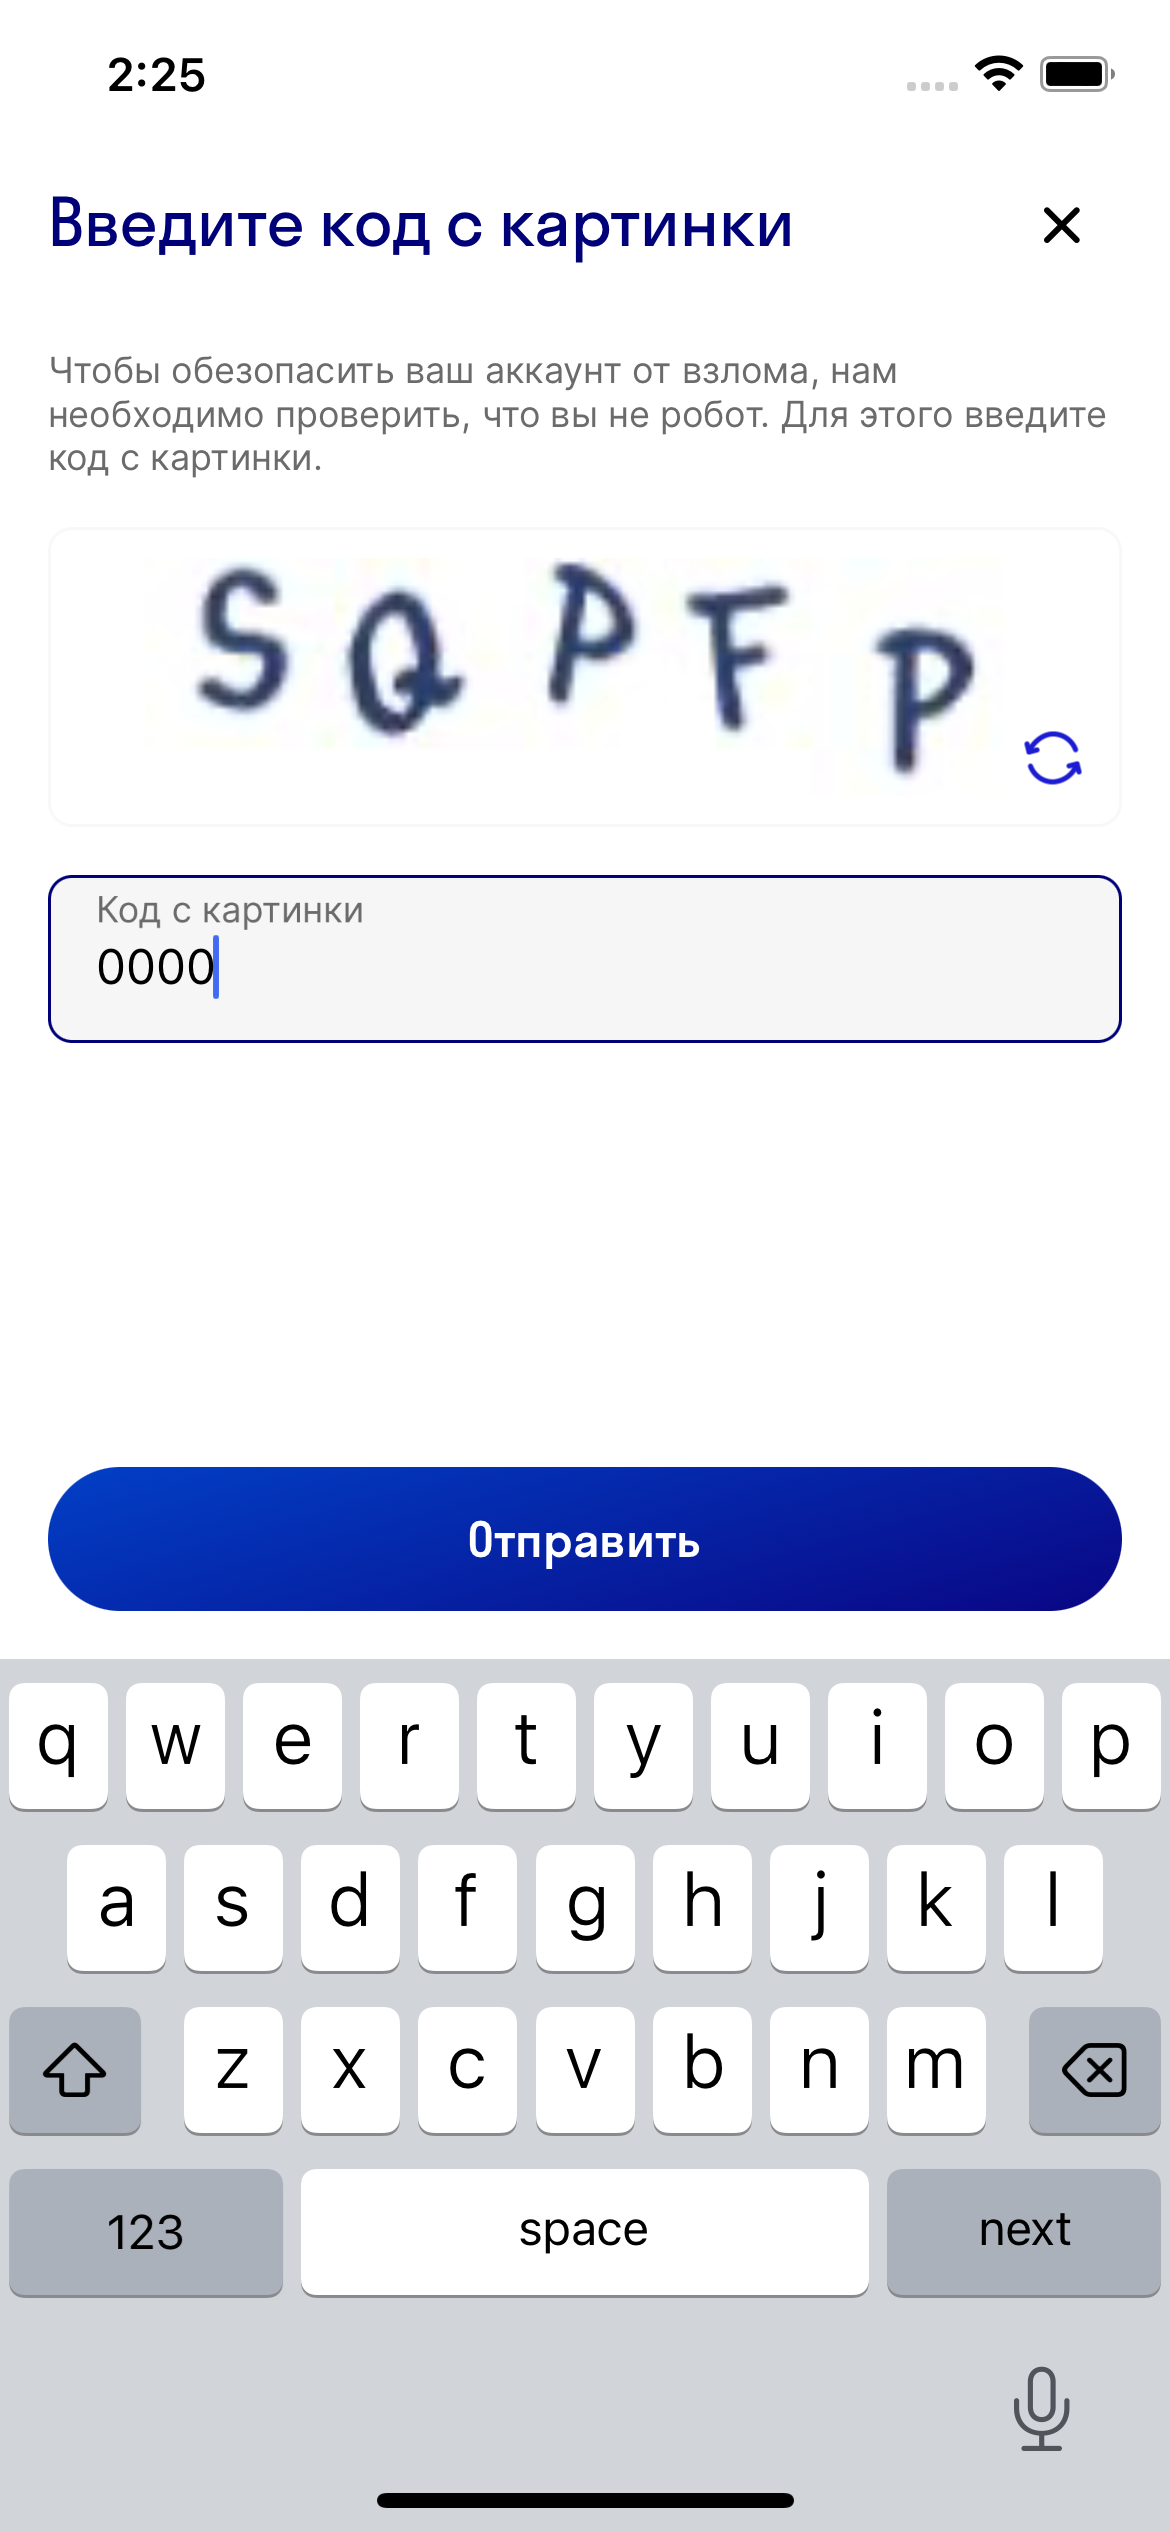 2:25
Введите код с картинки
Чтобы обезопасить ваш аккаунт от взлома, нам
необходимо проверить, что вы не робот. Для этого введите
код с картинки.
S Q P F P
Код с картинки
0000
Отправить
q w e r t y u i o p
a s d f g h j k l
z x c v b n m
123 space next